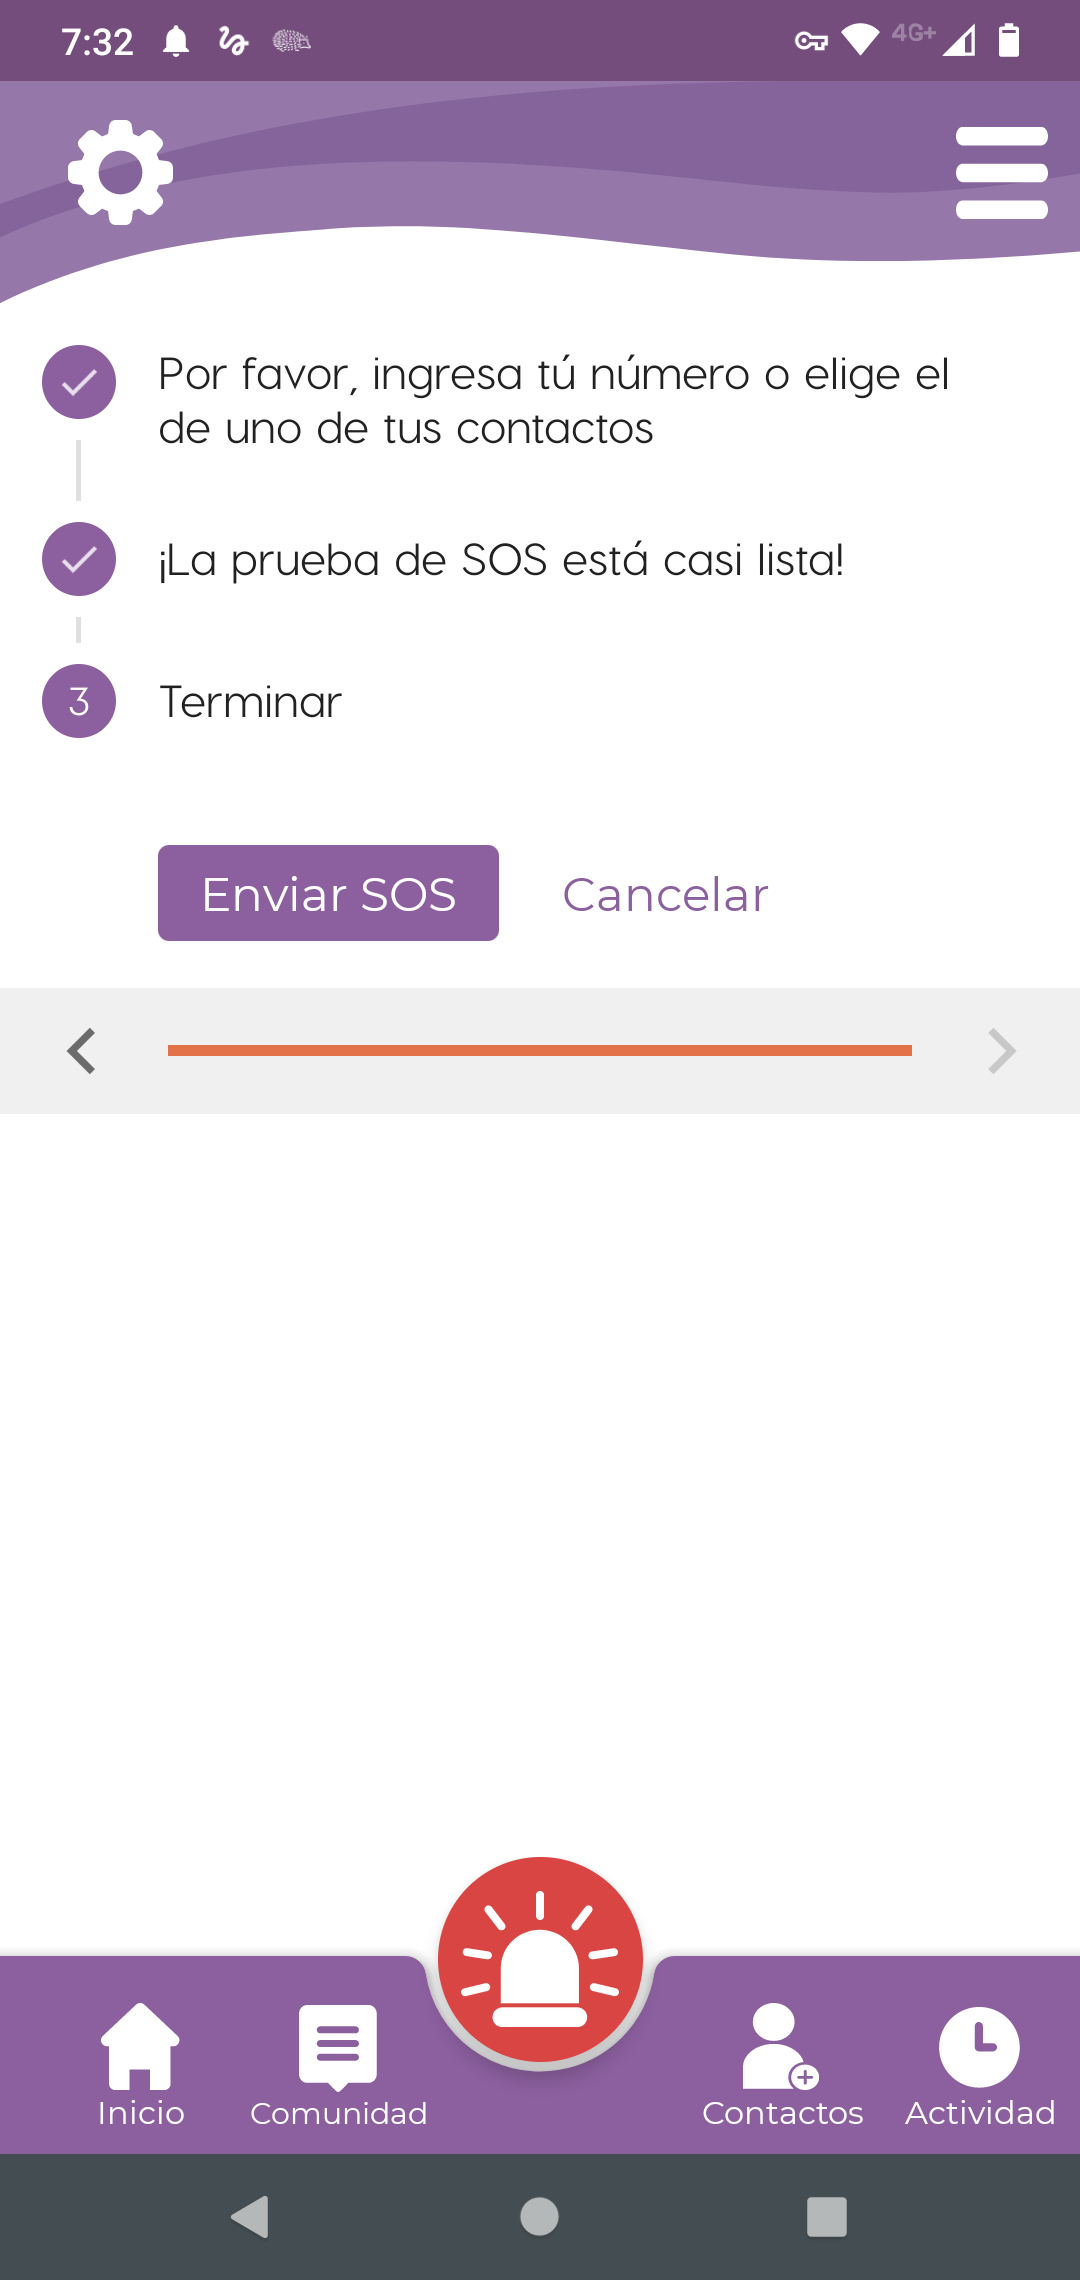 7:32
4G+
Por favor, ingresa tú número o elige el
de uno de tus contactos
¡La prueba de SOS está casi lista!
3
Terminar
Enviar SOS
Cancelar
Inicio
Comunidad
Contactos
Actividad